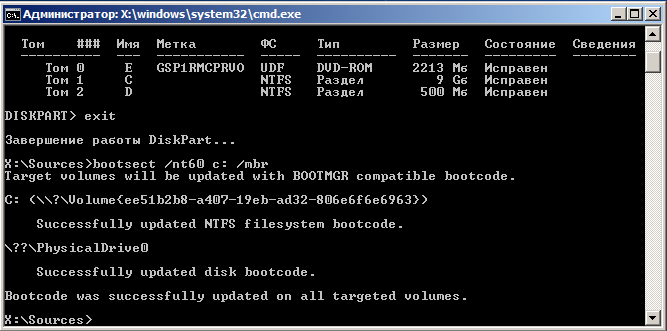 Администратор: X:\windows\system32\cmd.exe
Том ### Имя Метка ФС Тип Размер Состояние Сведения
Том 0 E GSP1RMCPRVO UDF DVD-ROM 2213 Mб Исправен
Том 1 C NTFS Раздел 9 Gб Исправен
Том 2 D NTFS Раздел 500 Mб Исправен
DISKPART> exit
Завершение работы DiskPart...
X:\Sources>bootsect /nt60 c: /mbr
Target volumes will be updated with BOOTMGR compatible bootcode.
C: (\\?\Volume{ee51b2b8-a407-19eb-ad32-806e6f6e6963})
Successfully updated NTFS filesystem bootcode.
\??\PhysicalDrive0
Successfully updated disk bootcode.
Bootcode was successfully updated on all targeted volumes.
X:\Sources>